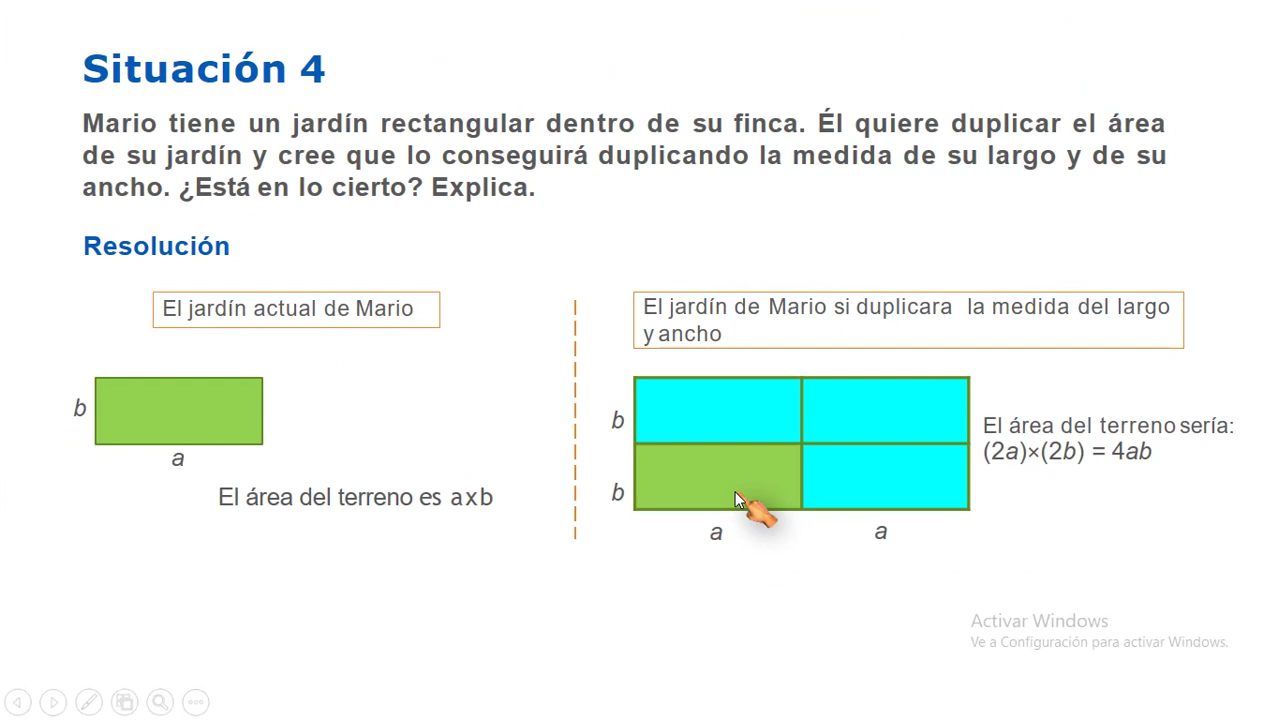 Situación 4
Mario tiene un jardín rectangular dentro de su finca. Él quiere duplicar el área
de su jardín y cree que lo conseguirá duplicando la medida de su largo y de su
ancho. ¿Está en lo cierto? Explica.
Resolución
El jardín actual de Mario
b
a
El área del terreno es axb
El jardín de Mario si duplicara la medida del largo
y ancho
b
b
a a
El área del terreno sería:
(2a)×(2b) = 4ab
Activar Windows
Ve a Configuración para activar Windows.